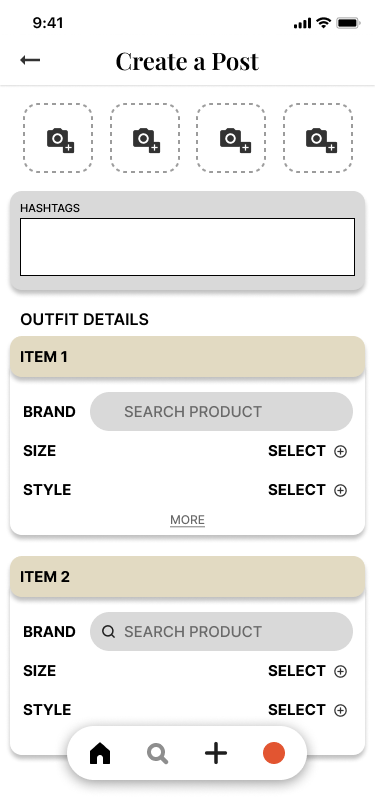 9:41
Create a Post
HASHTAGS
OUTFIT DETAILS
ITEM 1
BRAND SEARCH PRODUCT
SIZE SELECT
STYLE SELECT
MORE
ITEM 2
BRAND SEARCH PRODUCT
SIZE SELECT
STYLE SELECT